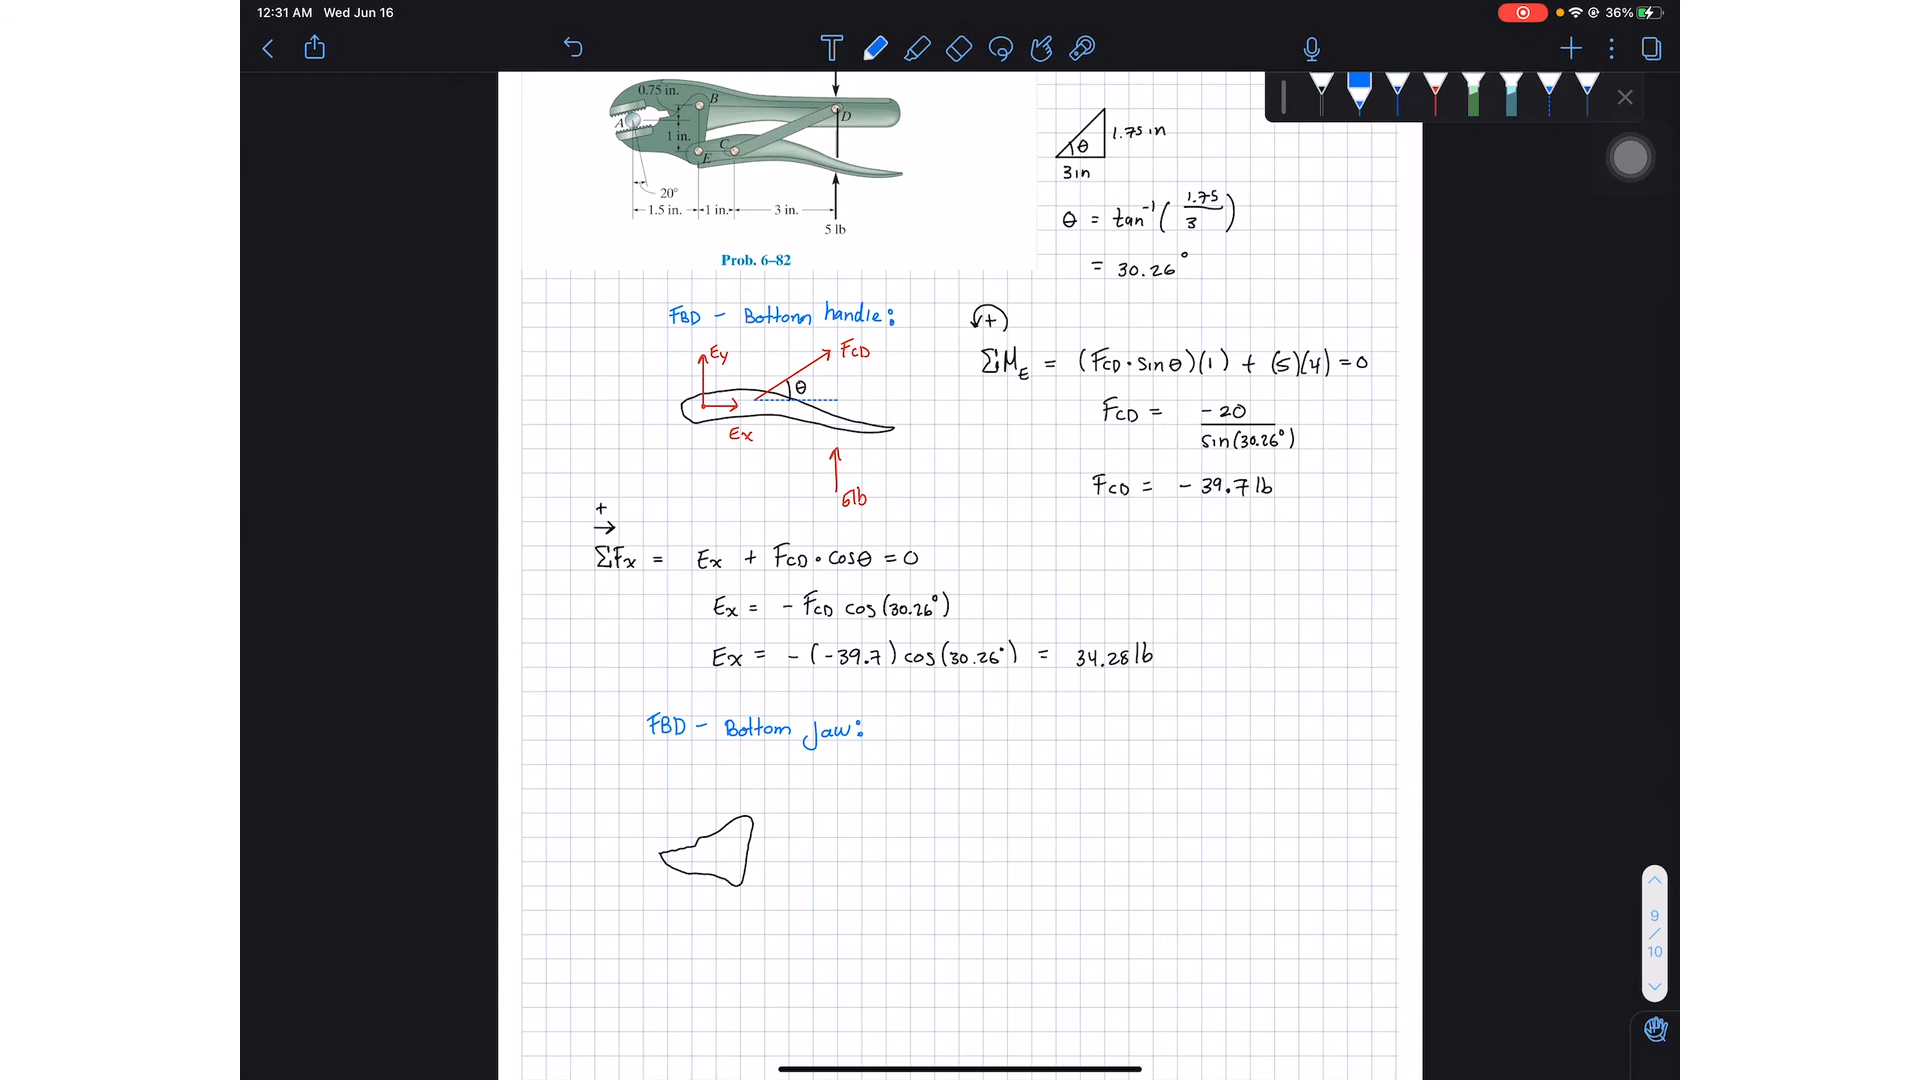 12:31 AM Wed Jun 16
36%
0.75 in.
B
A
D
1 in.
C
E
20°
1.5 in.
1 in.
3 in.
5 lb
Prob. 6–82
1.75 in
θ
3 in
θ = tan⁻¹ ( 1.75 / 3 )
= 30.26°
FBD - Bottom handle:
Ey
FCD
θ
Ex
5lb
+
ΣM_E = (FCD · sinθ)(1) + (5)(4) = 0
FCD = -20 / sin(30.26°)
FCD = - 39.7 lb
+
→
ΣFx = Ex + FCD · cosθ = 0
Ex = - FCD cos(30.26°)
Ex = - (-39.7) cos(30.26°) = 34.28 lb
FBD - Bottom Jaw:
9
/
10